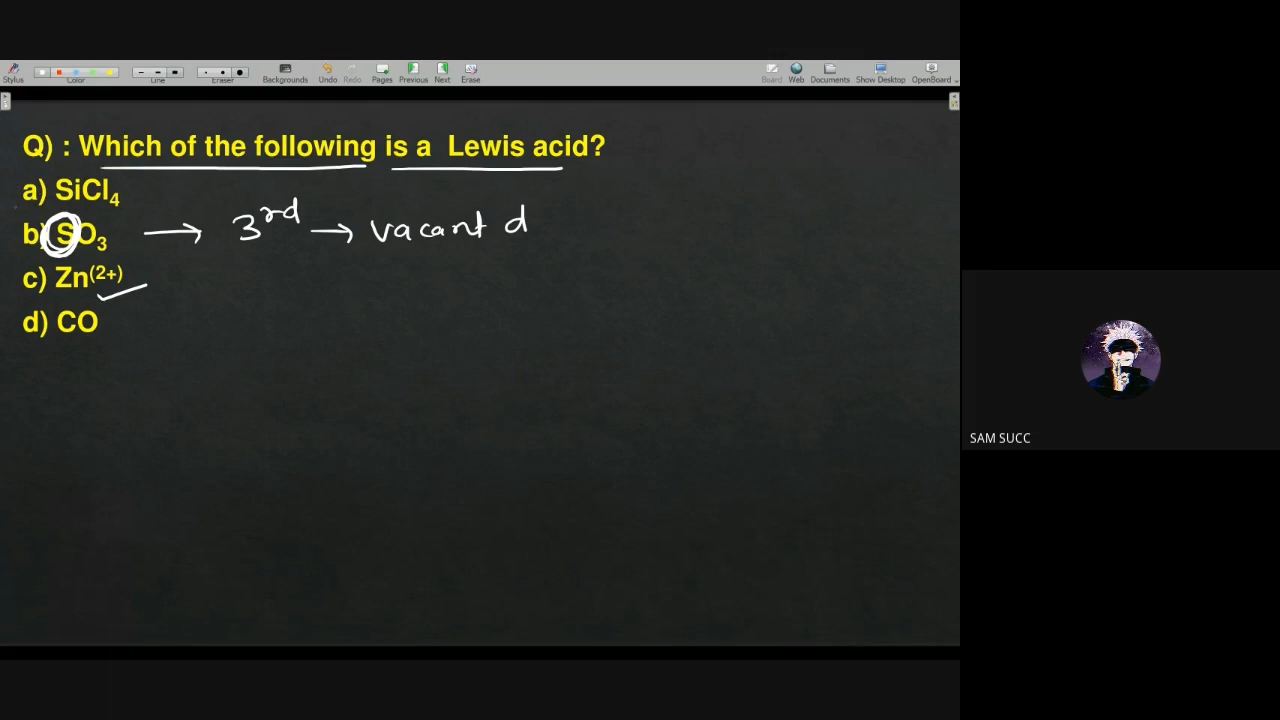 Stylus Color Line Eraser Backgrounds Undo Redo Pages Previous Next Erase Board Web Documents Show Desktop OpenBoard
Q) : Which of the following is a Lewis acid?
a) SiCl4
b) SO3 → 3rd → vacant d
c) Zn(2+)
d) CO
SAM SUCC